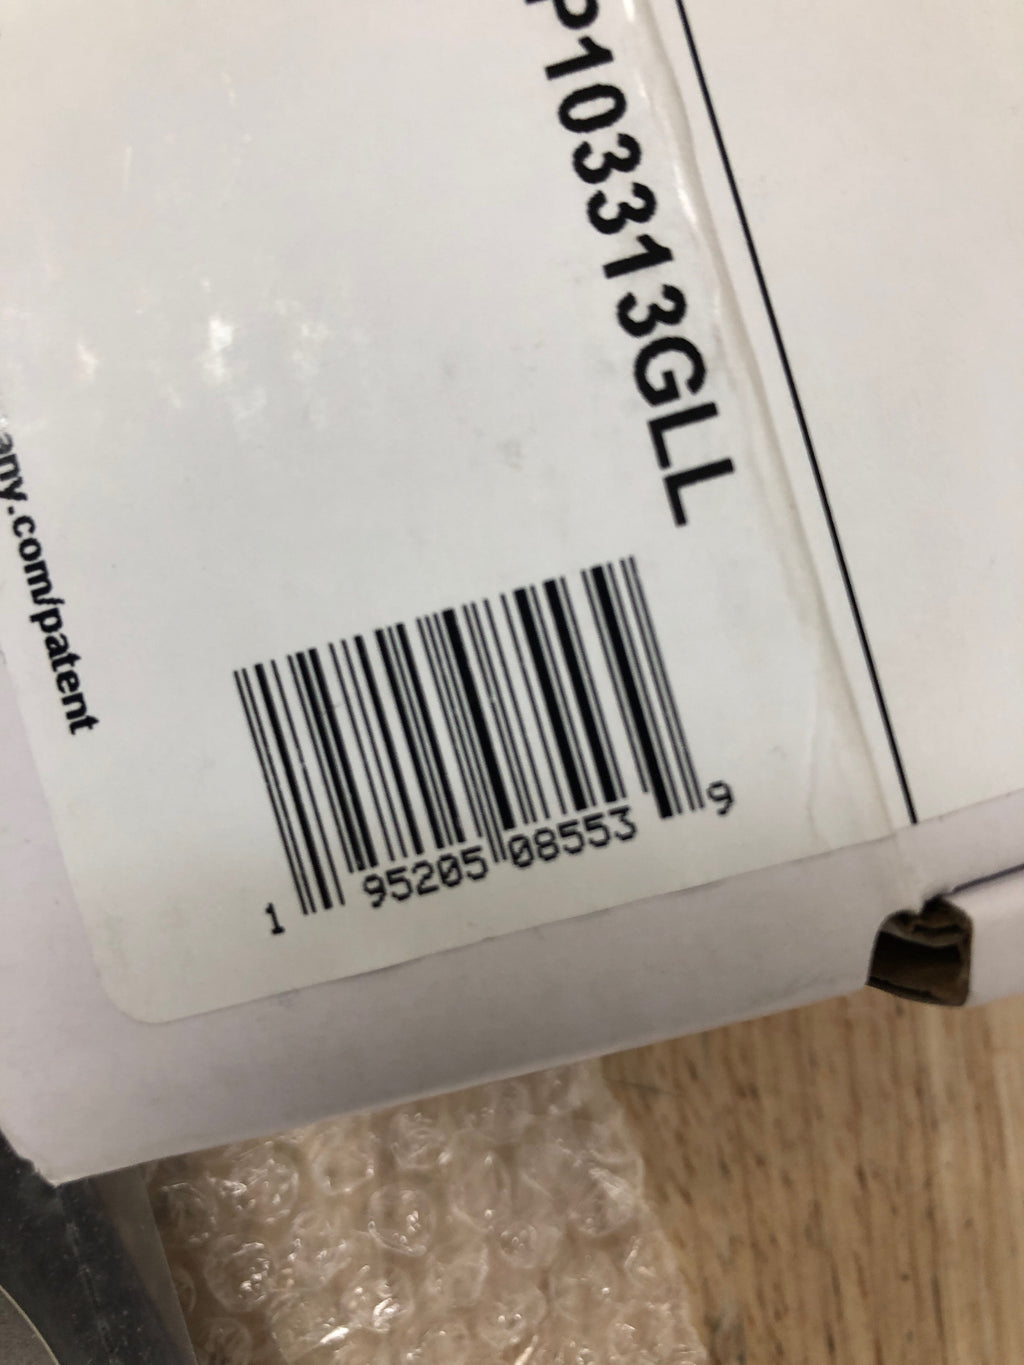 P103313GLL
any.com/patent
1 95205 08553 9